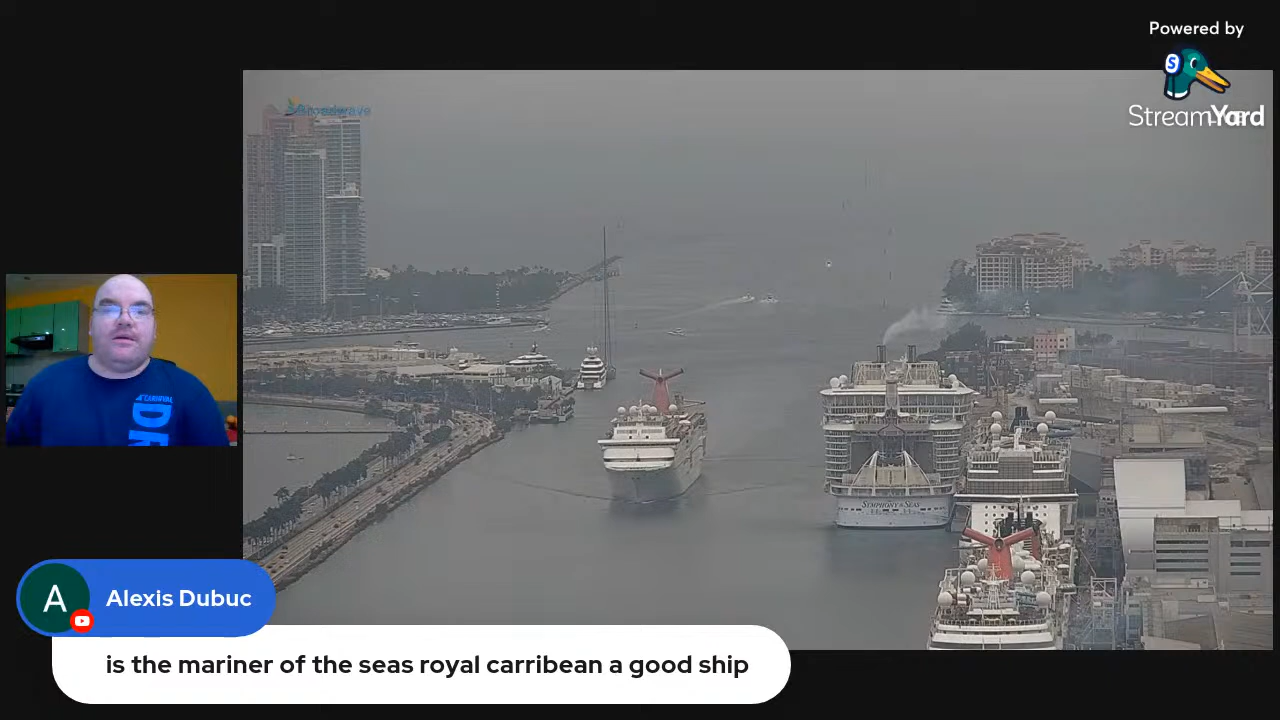 Powered by
StreamYard
SYMPHONY OF THE SEAS
CARNIVAL
Alexis Dubuc
is the mariner of the seas royal carribean a good ship